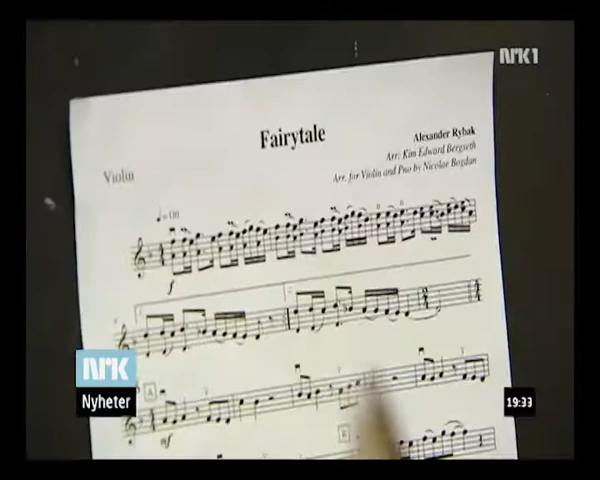 NRK1
Fairytale
Alexander Rybak
Arr: Kim Edward Bergseth
Arr. for Violin and Pno by Nicolae Bogdan
Violin
f
A
mf
B
NRK
Nyheter
19:33